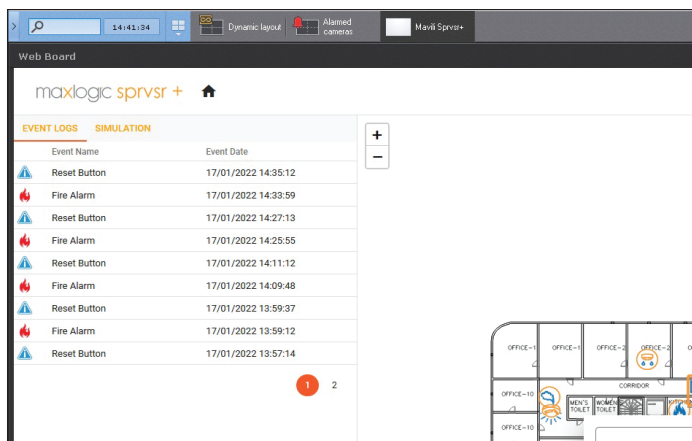 14:41:34
Dynamic layout
Alarmed
cameras
Mavili Sprvsr+
Web Board
maxlogic sprvsr +
EVENT LOGS SIMULATION
Event Name Event Date
Reset Button 17/01/2022 14:35:12
Fire Alarm 17/01/2022 14:33:59
Reset Button 17/01/2022 14:27:13
Fire Alarm 17/01/2022 14:25:55
Reset Button 17/01/2022 14:11:12
Fire Alarm 17/01/2022 14:09:48
Reset Button 17/01/2022 13:59:37
Fire Alarm 17/01/2022 13:59:12
Reset Button 17/01/2022 13:57:14
1 2
+
−
OFFICE-1 OFFICE-1 OFFICE-2 OFFICE-2
CORRIDOR
OFFICE-10
MEN'S
TOILET
WOMEN
TOILET
OFFICE-10